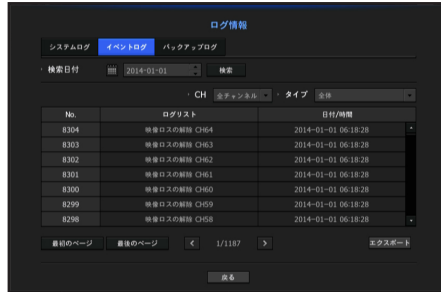 ログ情報
システムログ イベントログ バックアップログ
検索日付 2014-01-01 検索
CH 全チャンネル タイプ 全体
No. ログリスト 日付/時間
8304 映像ロスの解除 CH64 2014-01-01 06:18:28
8303 映像ロスの解除 CH63 2014-01-01 06:18:28
8302 映像ロスの解除 CH62 2014-01-01 06:18:28
8301 映像ロスの解除 CH61 2014-01-01 06:18:28
8300 映像ロスの解除 CH60 2014-01-01 06:18:28
8299 映像ロスの解除 CH59 2014-01-01 06:18:28
8298 映像ロスの解除 CH58 2014-01-01 06:18:28
最初のページ 最後のページ < 1/1187 > エクスポート
戻る